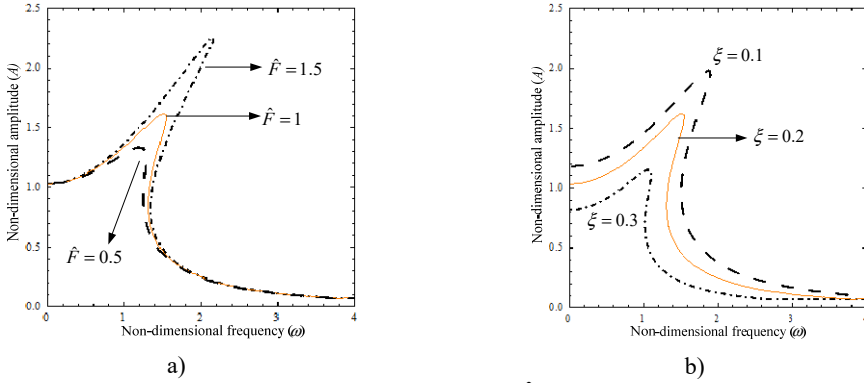 2.5
2.0
1.5
1.0
0.5
0.0
0 1 2 3 4
Non-dimensional amplitude (A)
Non-dimensional frequency (ω)
F̂ = 1.5
F̂ = 1
F̂ = 0.5
a)
2.5
2.0
1.5
1.0
0.5
0.0
0 1 2 3 4
Non-dimensional amplitude (A)
Non-dimensional frequency (ω)
ξ = 0.1
ξ = 0.2
ξ = 0.3
b)